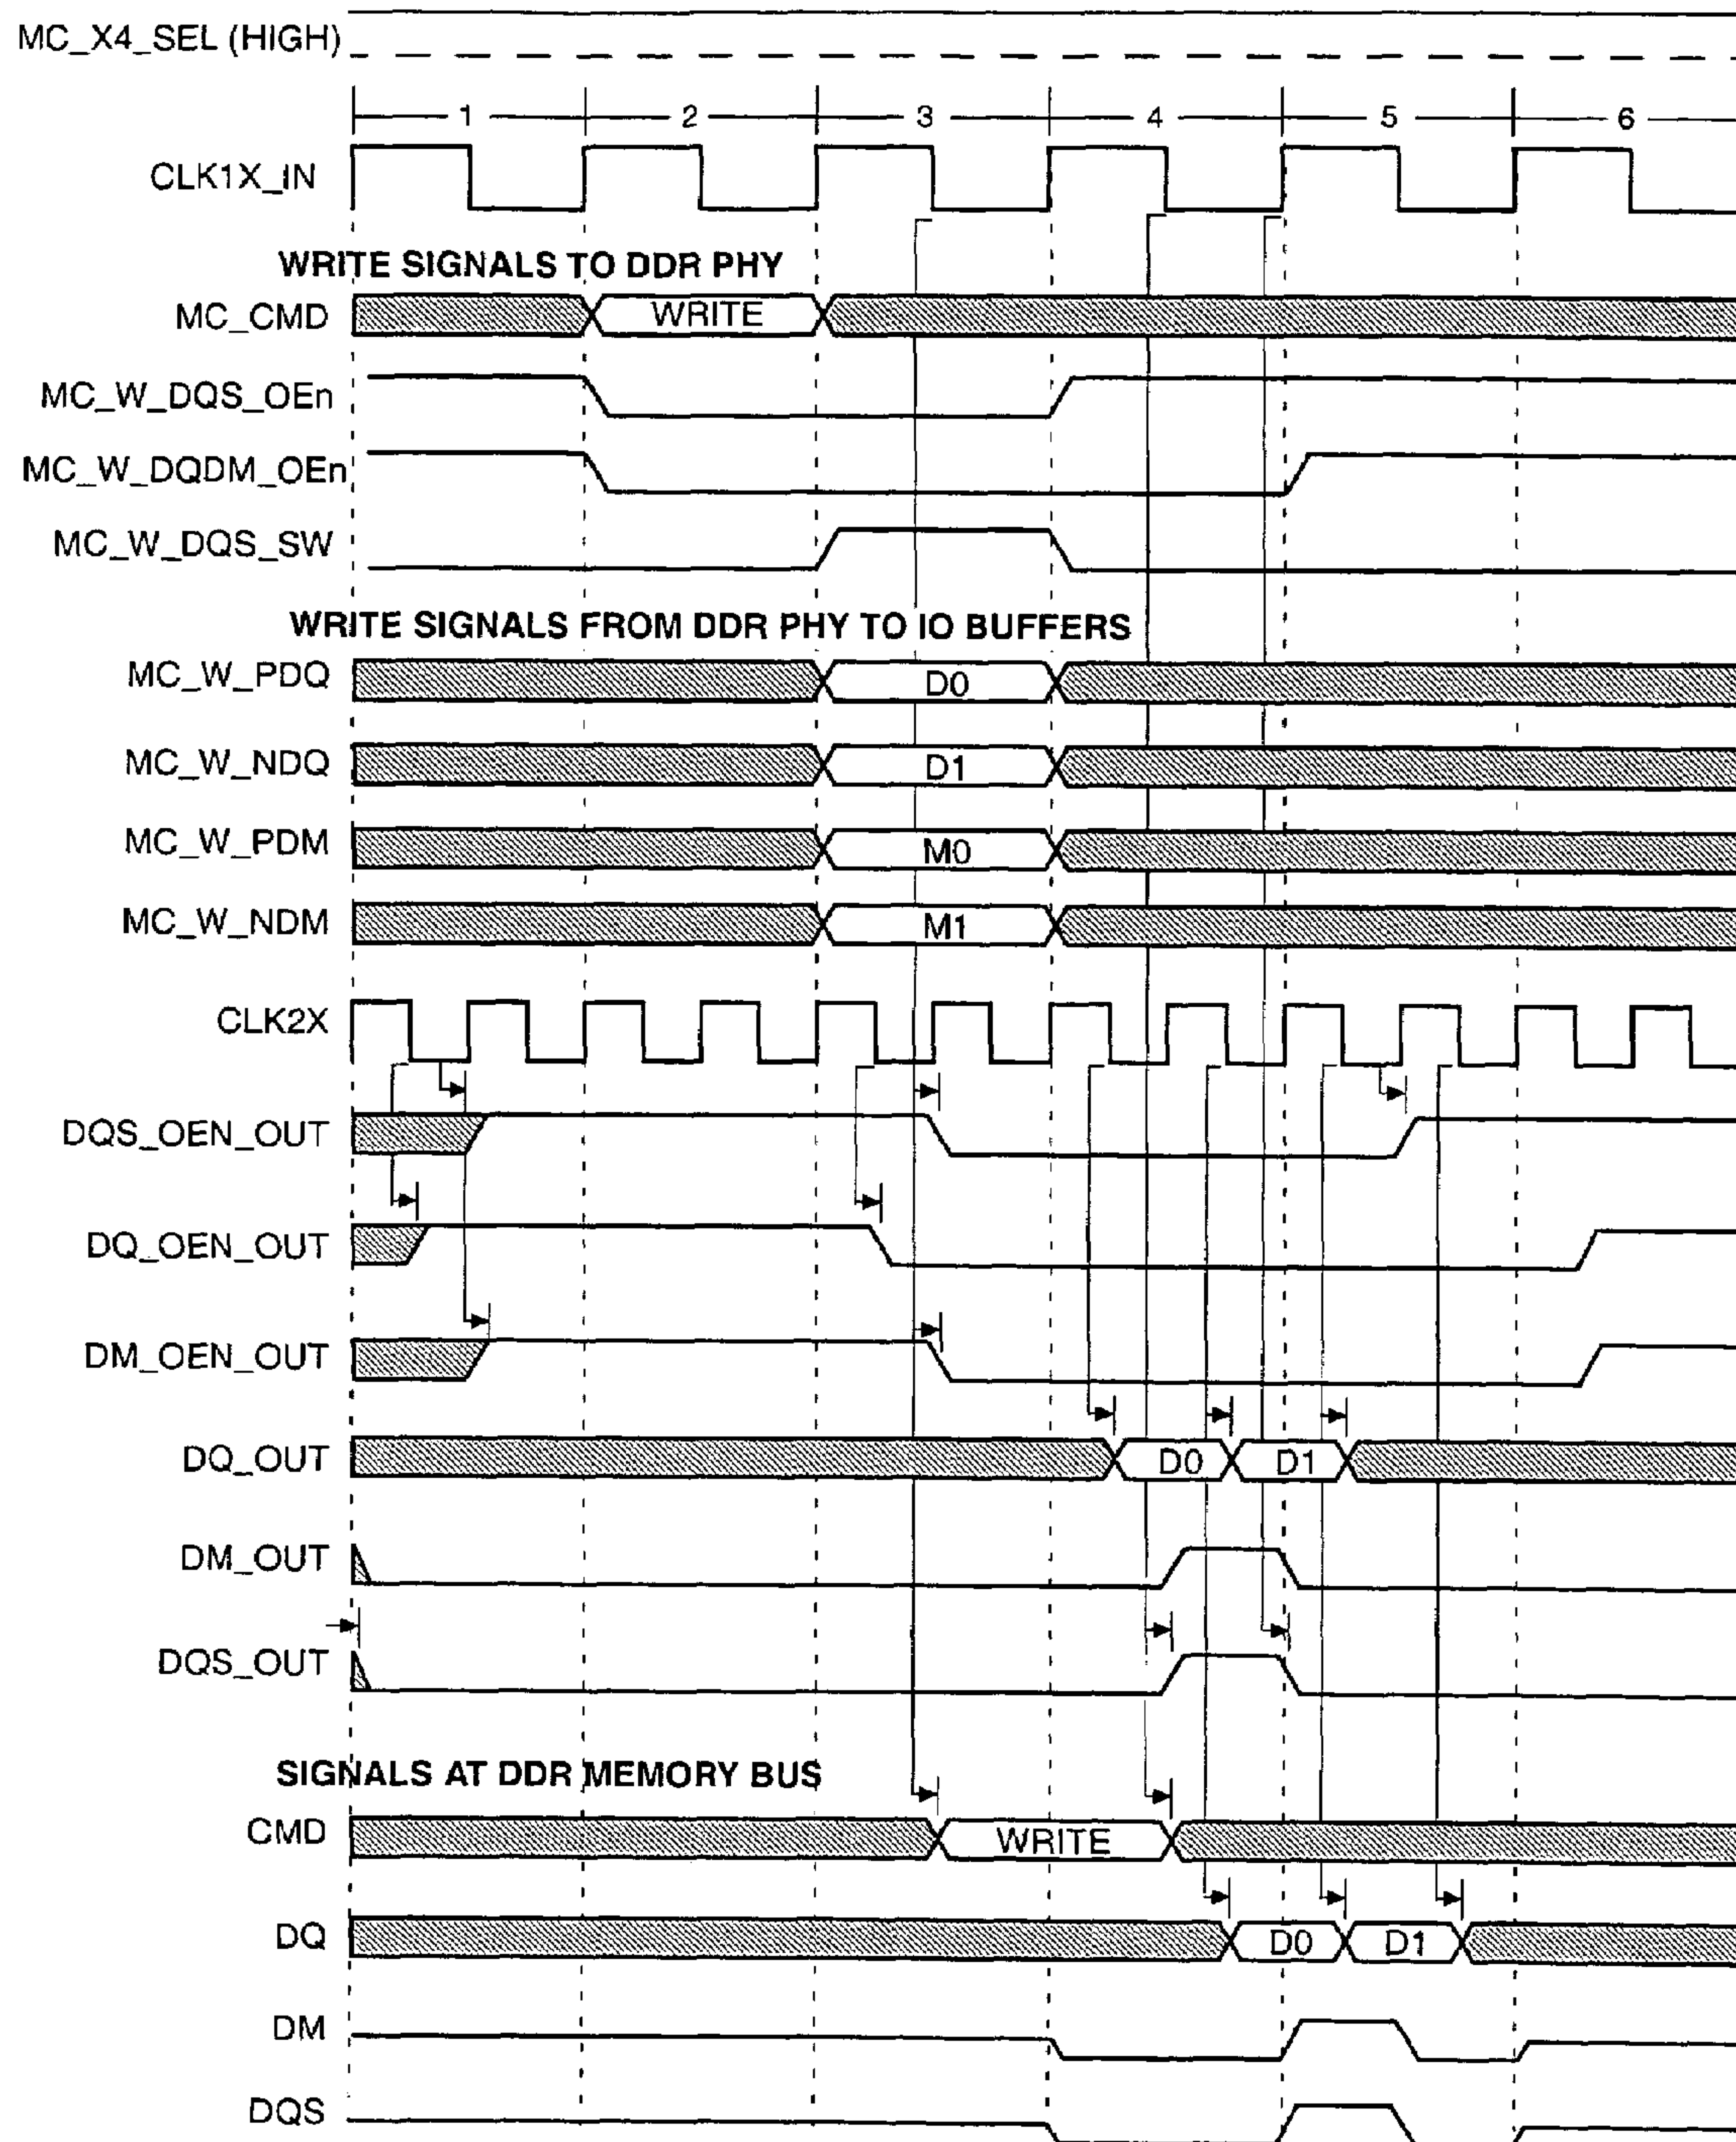 MC_X4_SEL (HIGH)
1 2 3 4 5 6
CLK1X_IN
WRITE SIGNALS TO DDR PHY
MC_CMD WRITE
MC_W_DQS_OEn
MC_W_DQDM_OEn
MC_W_DQS_SW
WRITE SIGNALS FROM DDR PHY TO IO BUFFERS
MC_W_PDQ D0
MC_W_NDQ D1
MC_W_PDM M0
MC_W_NDM M1
CLK2X
DQS_OEN_OUT
DQ_OEN_OUT
DM_OEN_OUT
DQ_OUT D0 D1
DM_OUT
DQS_OUT
SIGNALS AT DDR MEMORY BUS
CMD WRITE
DQ D0 D1
DM
DQS